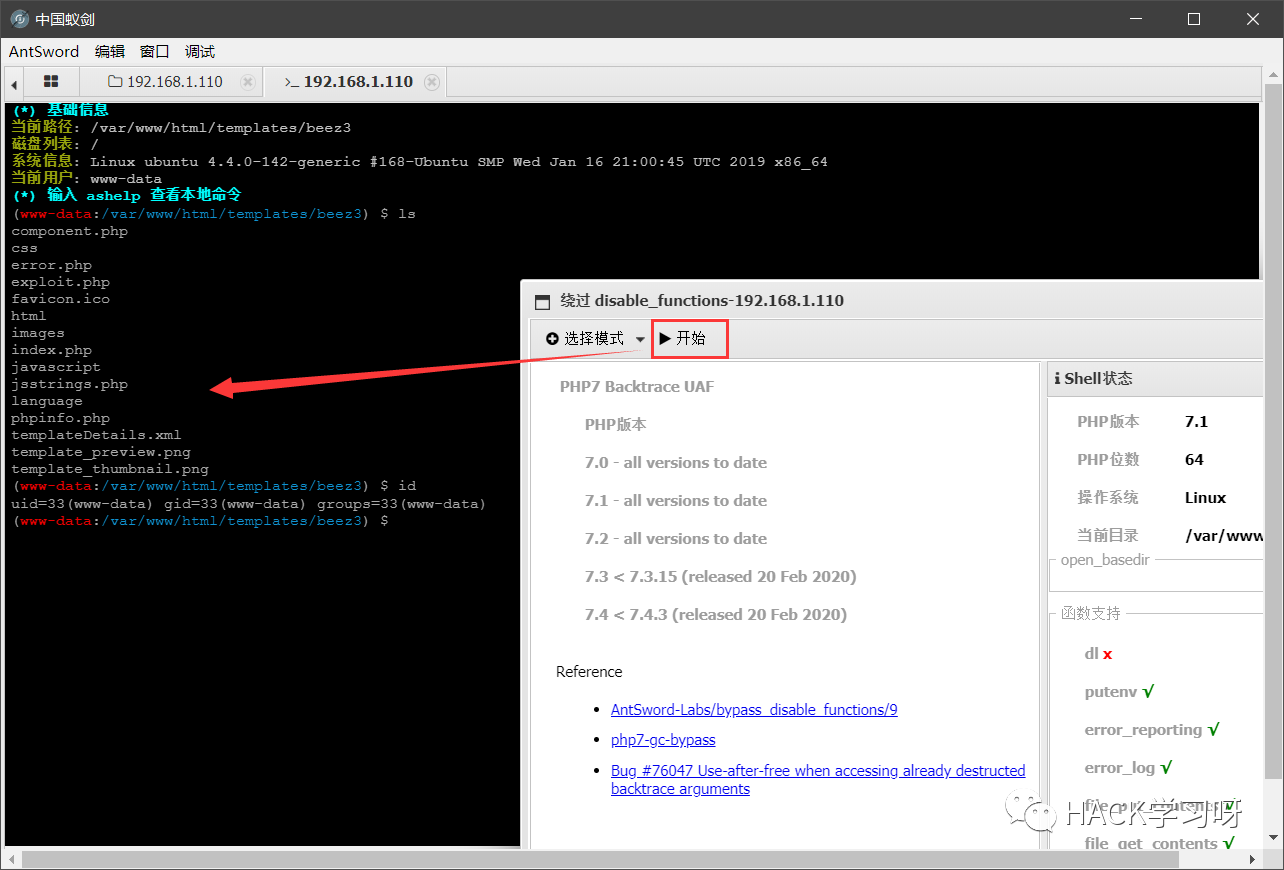 中国蚁剑
AntSword 编辑 窗口 调试
192.168.1.110 >_ 192.168.1.110
(*) 基础信息
当前路径: /var/www/html/templates/beez3
磁盘列表: /
系统信息: Linux ubuntu 4.4.0-142-generic #168-Ubuntu SMP Wed Jan 16 21:00:45 UTC 2019 x86_64
当前用户: www-data
(*) 输入 ashelp 查看本地命令
(www-data:/var/www/html/templates/beez3) $ ls
component.php
css
error.php
exploit.php
favicon.ico
html
images
index.php
javascript
jsstrings.php
language
phpinfo.php
templateDetails.xml
template_preview.png
template_thumbnail.png
(www-data:/var/www/html/templates/beez3) $ id
uid=33(www-data) gid=33(www-data) groups=33(www-data)
(www-data:/var/www/html/templates/beez3) $
绕过 disable_functions-192.168.1.110
选择模式 开始
PHP7 Backtrace UAF
PHP版本
7.0 - all versions to date
7.1 - all versions to date
7.2 - all versions to date
7.3 < 7.3.15 (released 20 Feb 2020)
7.4 < 7.4.3 (released 20 Feb 2020)
Reference
• AntSword-Labs/bypass_disable_functions/9
• php7-gc-bypass
• Bug #76047 Use-after-free when accessing already destructed
backtrace arguments
Shell状态
PHP版本 7.1
PHP位数 64
操作系统 Linux
当前目录 /var/www
open_basedir
函数支持
dl x
putenv √
error_reporting √
error_log √
file_put_contents √
file_get_contents √
HACK学习呀